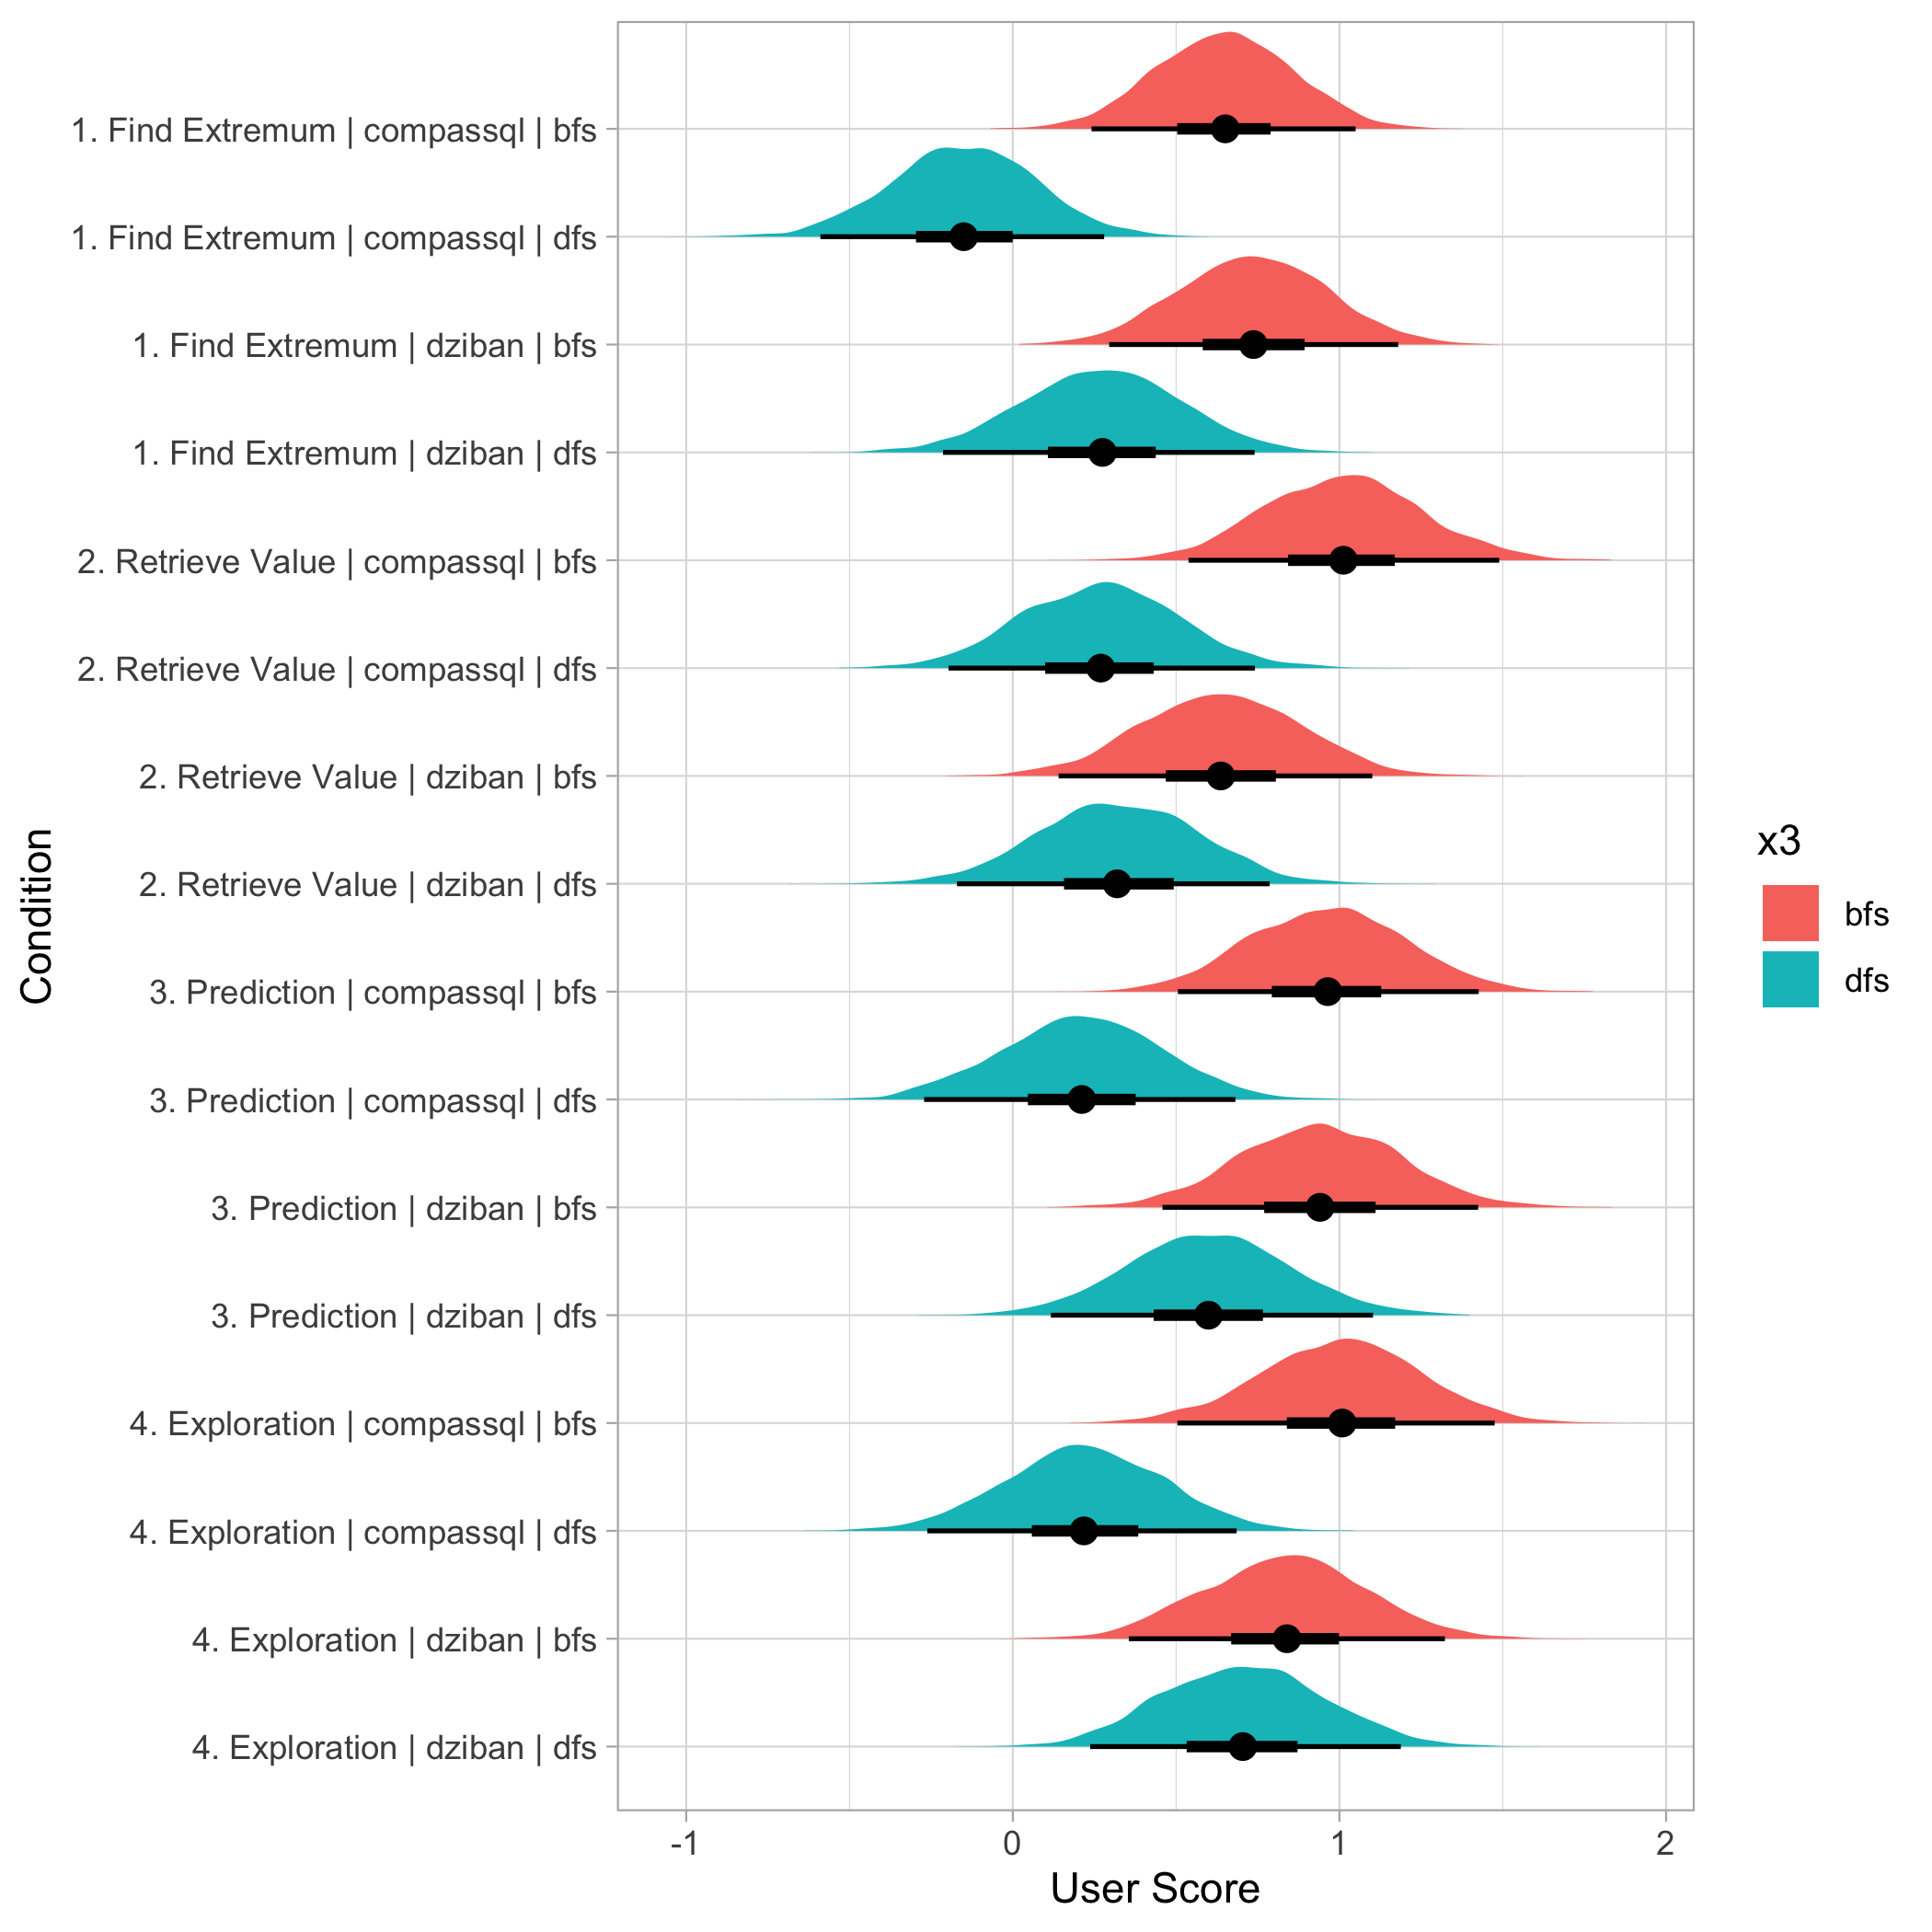 1. Find Extremum | compassql | bfs
1. Find Extremum | compassql | dfs
1. Find Extremum | dziban | bfs
1. Find Extremum | dziban | dfs
2. Retrieve Value | compassql | bfs
2. Retrieve Value | compassql | dfs
2. Retrieve Value | dziban | bfs
2. Retrieve Value | dziban | dfs
3. Prediction | compassql | bfs
3. Prediction | compassql | dfs
3. Prediction | dziban | bfs
3. Prediction | dziban | dfs
4. Exploration | compassql | bfs
4. Exploration | compassql | dfs
4. Exploration | dziban | bfs
4. Exploration | dziban | dfs
Condition
-1 0 1 2
User Score
x3
bfs
dfs